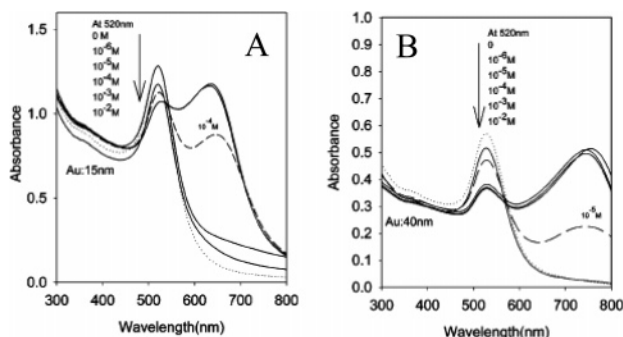 A
At 520nm
0 M
10⁻⁶M
10⁻⁵M
10⁻⁴M
10⁻³M
10⁻²M
10⁻⁴M
Au:15nm
Absorbance
1.5
1.0
0.5
0.0
300 400 500 600 700 800
Wavelength(nm)
B
At 520nm
0
10⁻⁶M
10⁻⁵M
10⁻⁴M
10⁻³M
10⁻²M
10⁻⁵M
Au:40nm
Absorbance
1.0
0.9
0.8
0.7
0.6
0.5
0.4
0.3
0.2
0.1
0.0
300 400 500 600 700 800
Wavelength(nm)